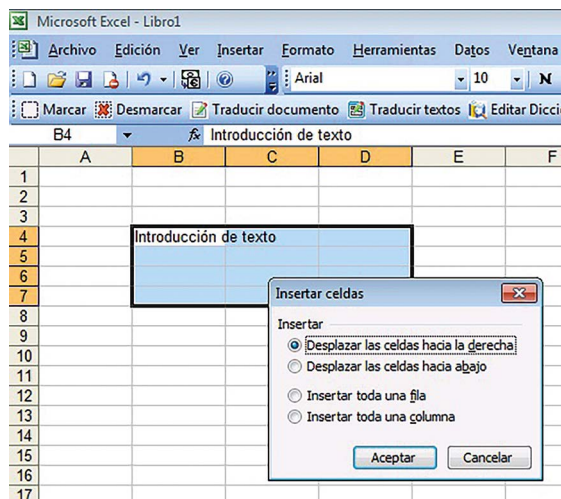 Microsoft Excel - Libro1
Archivo Edición Ver Insertar Formato Herramientas Datos Ventana
Arial 10 N
Marcar Desmarcar Traducir documento Traducir textos Editar Dicci
B4 fx Introducción de texto
A B C D E F
1
2
3
4 Introducción de texto
5
6
7
Insertar celdas
8
Insertar
9
Desplazar las celdas hacia la derecha
10
Desplazar las celdas hacia abajo
11
12 Insertar toda una fila
13 Insertar toda una columna
14
15 Aceptar Cancelar
16
17